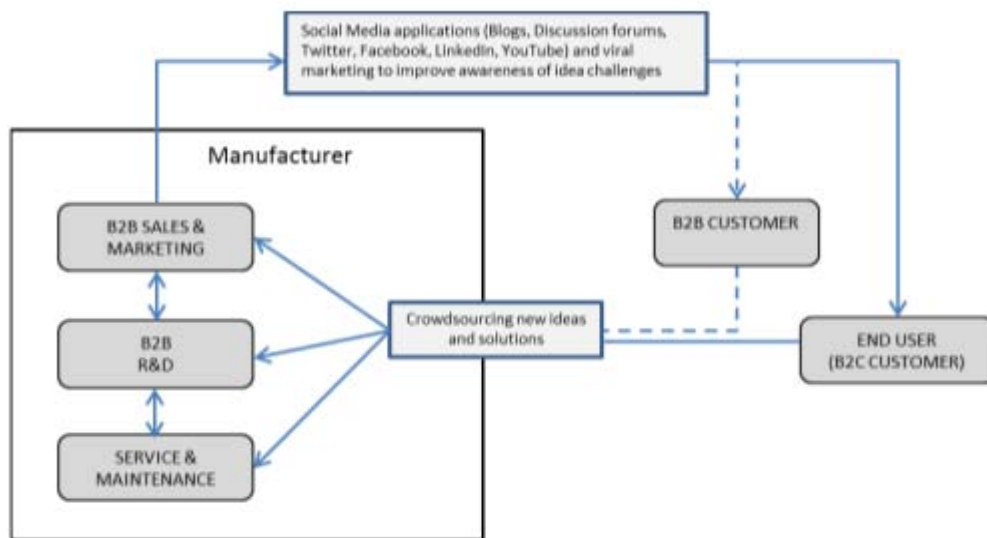 Social Media applications (Blogs, Discussion forums,
Twitter, Facebook, LinkedIn, YouTube) and viral
marketing to improve awareness of idea challenges
Manufacturer
B2B SALES &
MARKETING
B2B CUSTOMER
Crowdsourcing new ideas
and solutions
B2B
R&D
END USER
(B2C CUSTOMER)
SERVICE &
MAINTENANCE